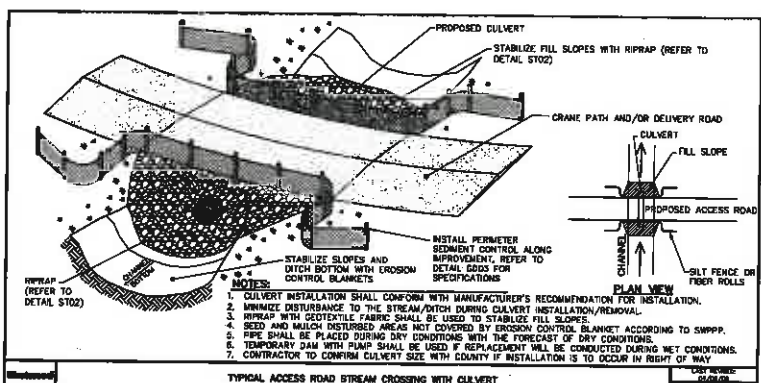 PROPOSED CULVERT
STABILIZE FILL SLOPES WITH RIPRAP (REFER TO
DETAIL ST02)
CRANE PATH AND/OR DELIVERY ROAD
CULVERT
FILL SLOPE
PROPOSED ACCESS ROAD
CHANNEL
SILT FENCE OR
FIBER ROLLS
PLAN VIEW
INSTALL PERIMETER
SEDIMENT CONTROL ALONG
IMPROVEMENT, REFER TO
DETAIL GD03 FOR
SPECIFICATIONS
STABILIZE SLOPES AND
DITCH BOTTOM WITH EROSION
CONTROL BLANKETS
CHANNEL
BOTTOM
RIPRAP
(REFER TO
DETAIL ST02)
NOTES:
1. CULVERT INSTALLATION SHALL CONFORM WITH MANUFACTURER'S RECOMMENDATION FOR INSTALLATION.
2. MINIMIZE DISTURBANCE TO THE STREAM/DITCH DURING CULVERT INSTALLATION/REMOVAL.
3. RIPRAP WITH GEOTEXTILE FABRIC SHALL BE USED TO STABILIZE FILL SLOPES.
4. SEED AND MULCH DISTURBED AREAS NOT COVERED BY EROSION CONTROL BLANKET ACCORDING TO SWPPP.
5. PIPE SHALL BE PLACED DURING DRY CONDITIONS WITH THE FORECAST OF DRY CONDITIONS.
6. TEMPORARY DAM WITH PUMP SHALL BE USED IF REPLACEMENT WILL BE CONDUCTED DURING WET CONDITIONS.
7. CONTRACTOR TO CONFIRM CULVERT SIZE WITH COUNTY IF INSTALLATION IS TO OCCUR IN RIGHT OF WAY
TYPICAL ACCESS ROAD STREAM CROSSING WITH CULVERT
LAST REVISED: